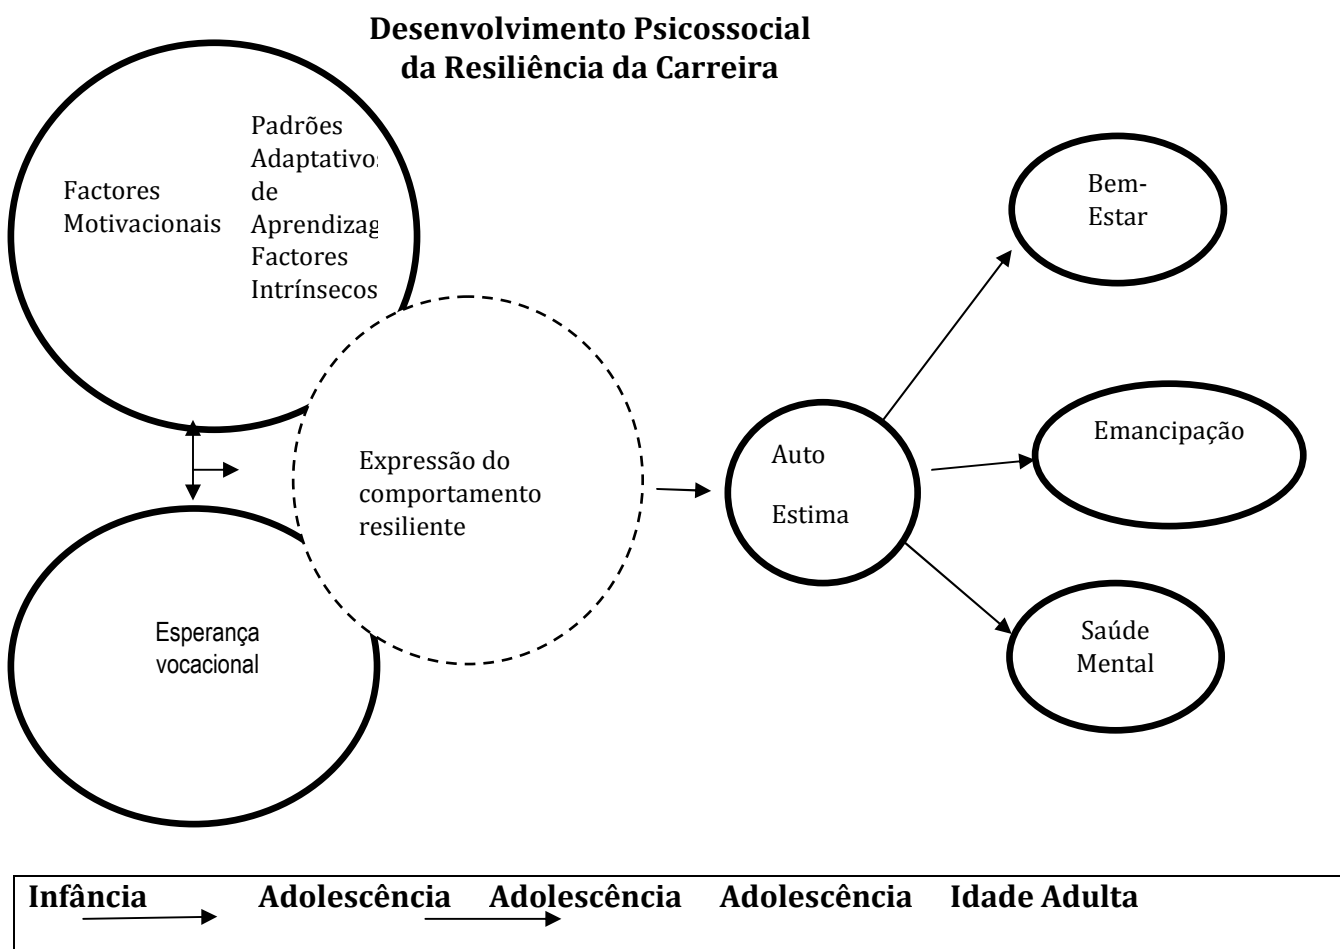 Desenvolvimento Psicossocial
da Resiliência da Carreira
Factores
Motivacionais
Padrões
Adaptativo
de
Aprendizag
Factores
Intrínsecos
Expressão do
comportamento
resiliente
Esperança
vocacional
Auto
Estima
Bem-
Estar
Emancipação
Saúde
Mental
Infância Adolescência Adolescência Adolescência Idade Adulta